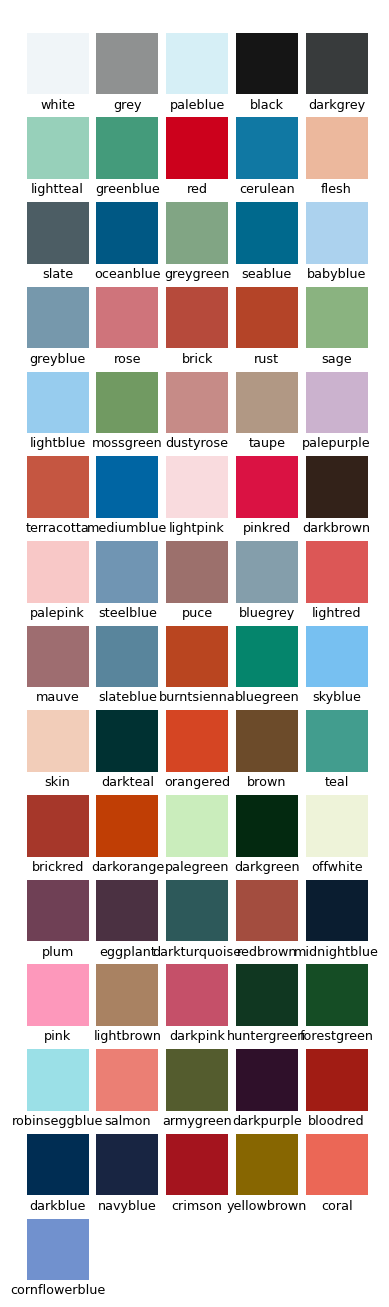 white grey paleblue black darkgrey
lightteal greenblue red cerulean flesh
slate oceanblue greygreen seablue babyblue
greyblue rose brick rust sage
lightblue mossgreen dustyrose taupe palepurple
terracotta mediumblue lightpink pinkred darkbrown
palepink steelblue puce bluegrey lightred
mauve slateblue burntsienna bluegreen skyblue
skin darkteal orangered brown teal
brickred darkorange palegreen darkgreen offwhite
plum eggplant darkturquoise redbrown midnightblue
pink lightbrown darkpink huntergreen forestgreen
robinseggblue salmon armygreen darkpurple bloodred
darkblue navyblue crimson yellowbrown coral
cornflowerblue